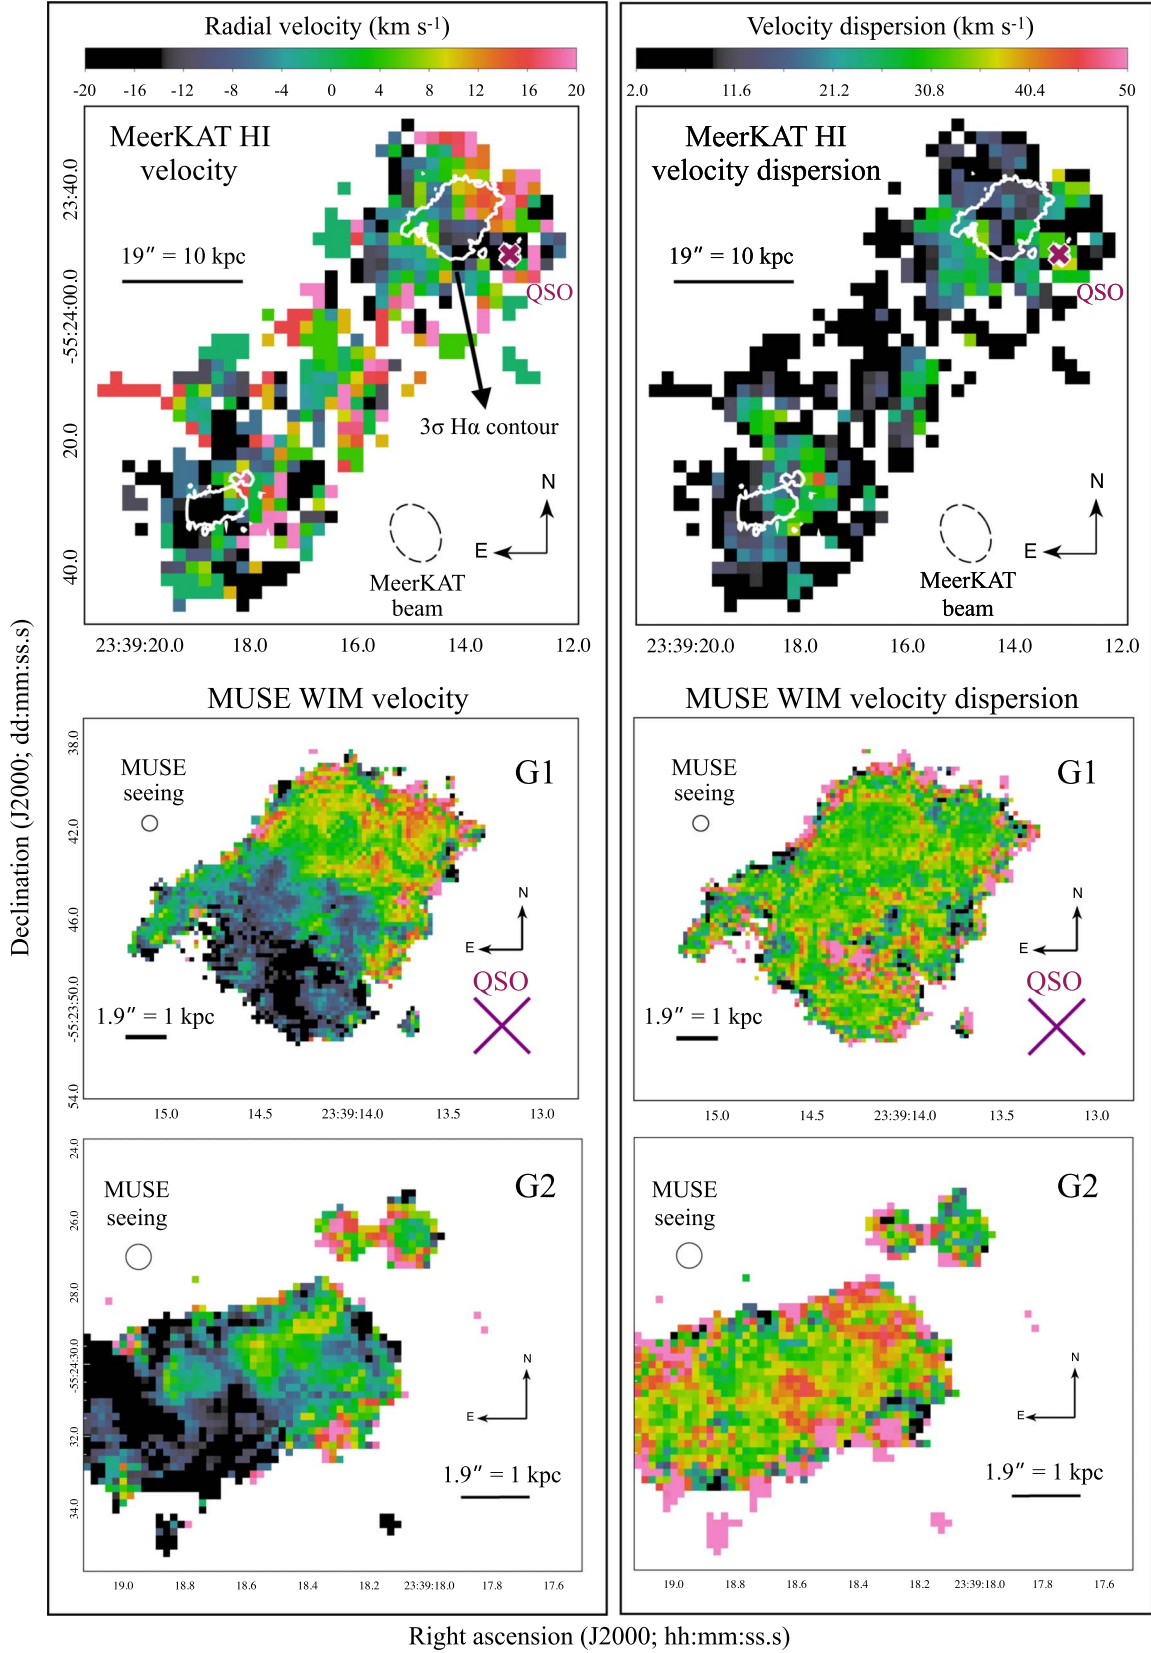 Radial velocity (km s-1)
-20 -16 -12 -8 -4 0 4 8 12 16 20
MeerKAT HI
velocity
19″ = 10 kpc
QSO
3σ Hα contour
N
E
MeerKAT
beam
23:40.0
-55:24:00.0
20.0
40.0
23:39:20.0 18.0 16.0 14.0 12.0
Velocity dispersion (km s-1)
2.0 11.6 21.2 30.8 40.4 50
MeerKAT HI
velocity dispersion
19″ = 10 kpc
QSO
N
E
MeerKAT
beam
23:39:20.0 18.0 16.0 14.0 12.0
MUSE WIM velocity
MUSE
seeing
G1
N
E
QSO
1.9″ = 1 kpc
38.0
42.0
46.0
-55:23:50.0
54.0
15.0 14.5 23:39:14.0 13.5 13.0
MUSE WIM velocity dispersion
MUSE
seeing
G1
N
E
QSO
1.9″ = 1 kpc
15.0 14.5 23:39:14.0 13.5 13.0
MUSE
seeing
G2
N
E
1.9″ = 1 kpc
24.0
26.0
28.0
-55:24:30.0
32.0
34.0
19.0 18.8 18.6 18.4 18.2 23:39:18.0 17.8 17.6
MUSE
seeing
G2
N
E
1.9″ = 1 kpc
19.0 18.8 18.6 18.4 18.2 23:39:18.0 17.8 17.6
Declination (J2000; dd:mm:ss.s)
Right ascension (J2000; hh:mm:ss.s)